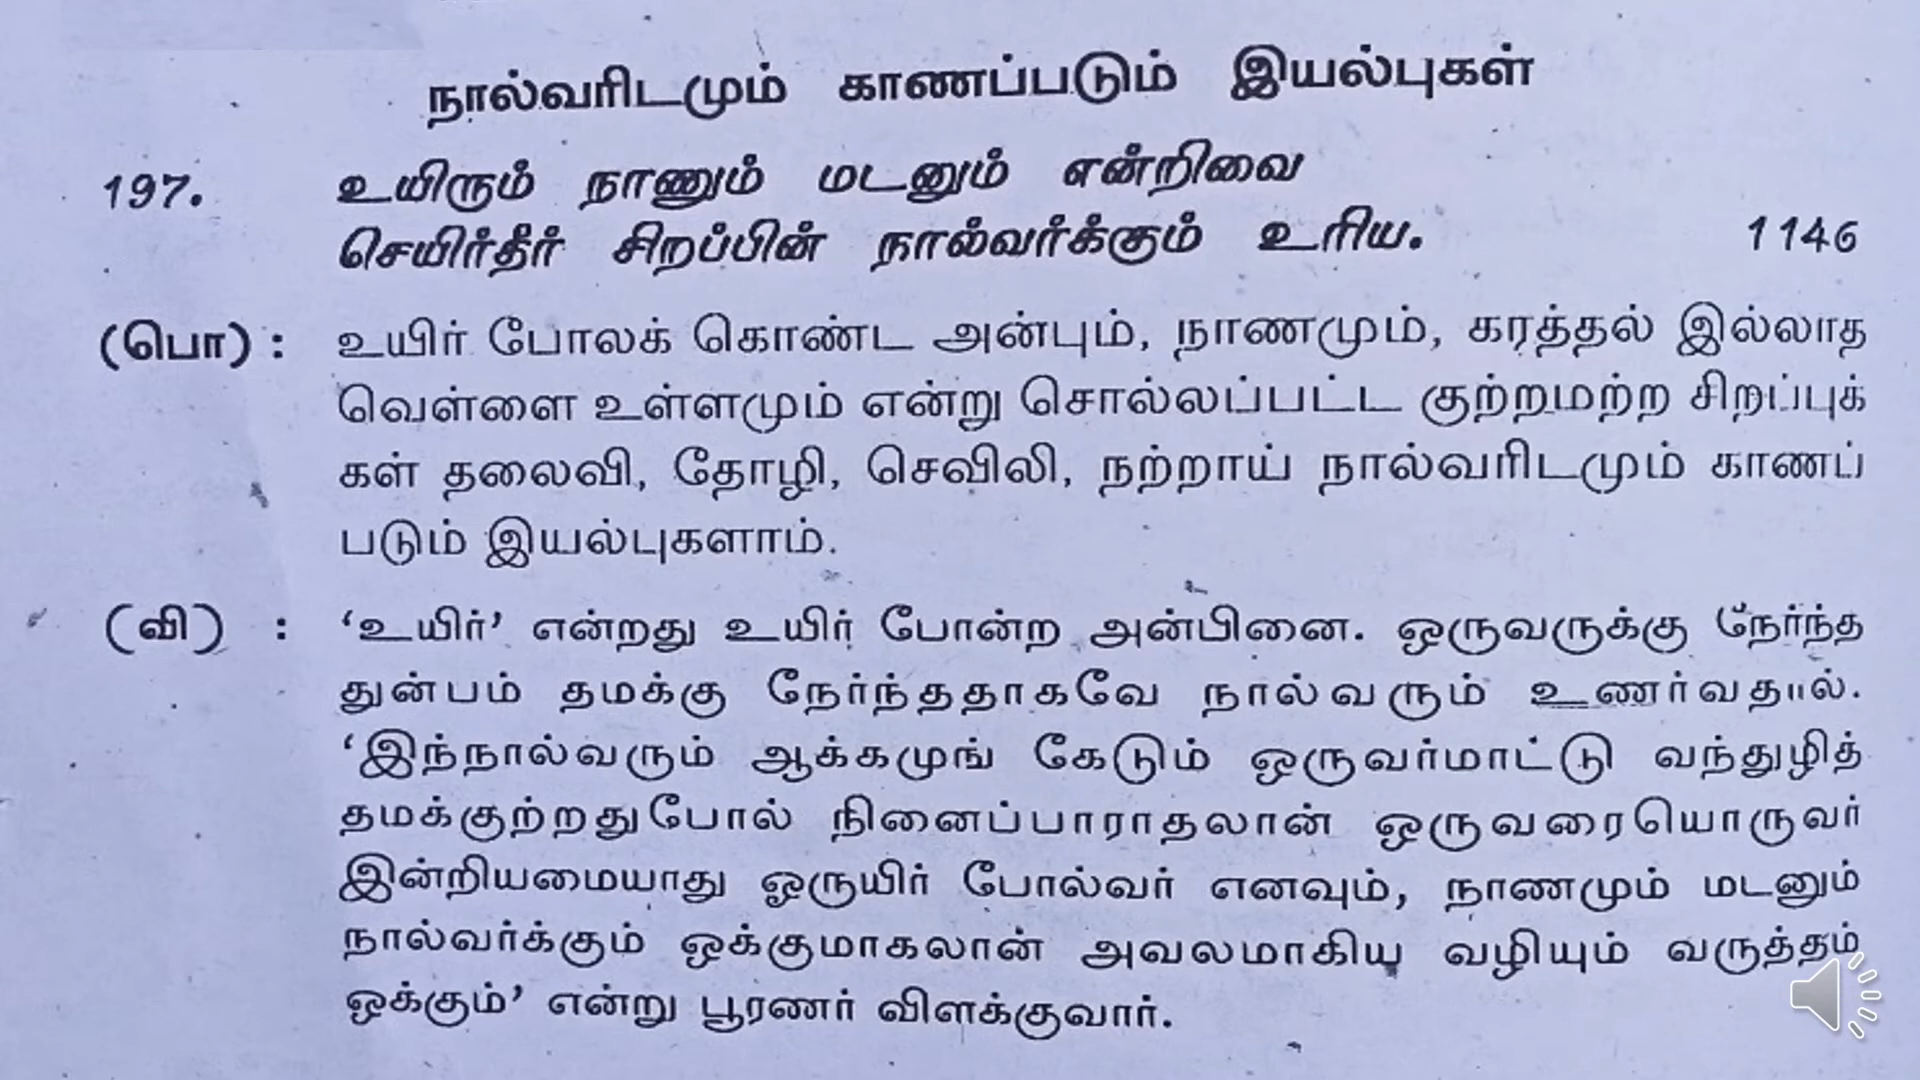 நால்வரிடமும் காணப்படும் இயல்புகள்
197. உயிரும் நாணும் மடனும் என்றிவை
செயிர்தீர் சிறப்பின் நால்வர்க்கும் உரிய. 1146
(பொ) : உயிர் போலக் கொண்ட அன்பும், நாணமும், கரத்தல் இல்லாத
வெள்ளை உள்ளமும் என்று சொல்லப்பட்ட குற்றமற்ற சிறப்புக்
கள் தலைவி, தோழி, செவிலி, நற்றாய் நால்வரிடமும் காணப்
படும் இயல்புகளாம்.
(வி) : ‘உயிர்’ என்றது உயிர் போன்ற அன்பினை. ஒருவருக்கு நேர்ந்த
துன்பம் தமக்கு நேர்ந்ததாகவே நால்வரும் உணர்வதால்.
‘இந்நால்வரும் ஆக்கமுங் கேடும் ஒருவர்மாட்டு வந்துழித்
தமக்குற்றதுபோல் நினைப்பாராதலான் ஒருவரையொருவர்
இன்றியமையாது ஓருயிர் போல்வர் எனவும், நாணமும் மடனும்
நால்வர்க்கும் ஒக்குமாகலான் அவலமாகிய வழியும் வருத்தம்
ஒக்கும்’ என்று பூரணர் விளக்குவார்.